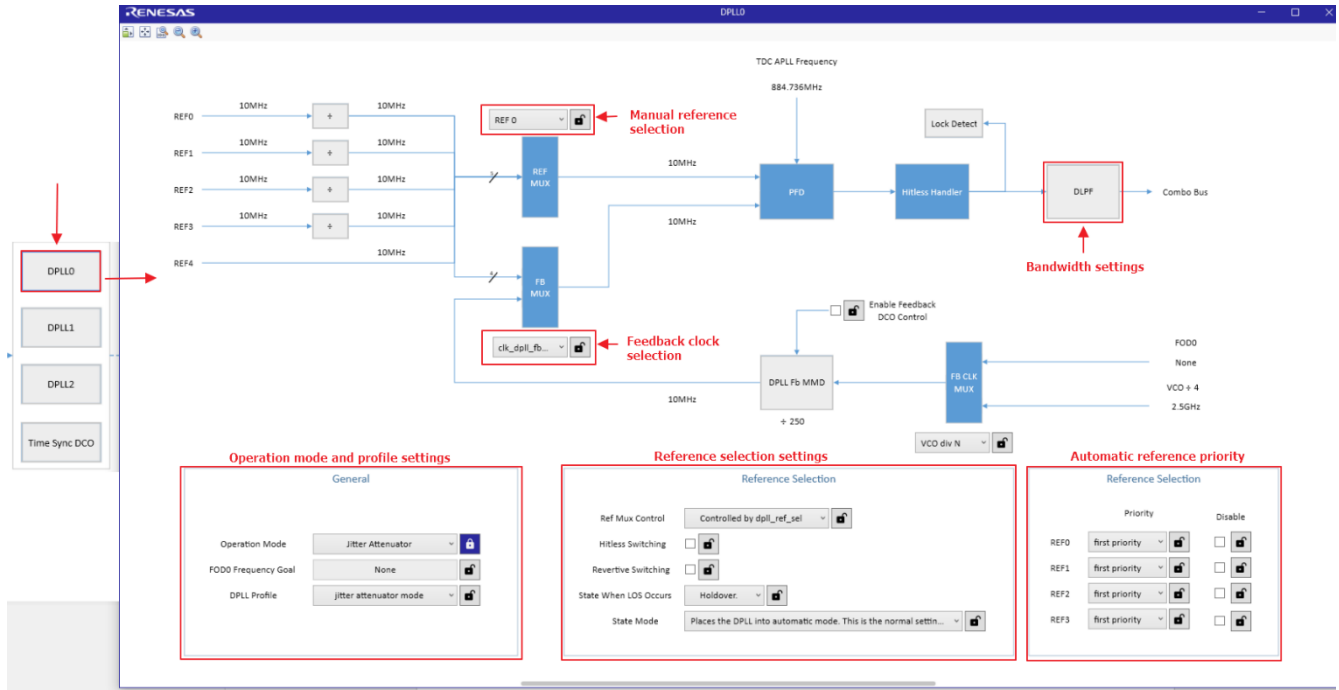 RENESAS
DPLL0
TDC APLL Frequency
884.736MHz
REF0
10MHz
÷
10MHz
REF 0
Manual reference
selection
Lock Detect
REF1
10MHz
÷
10MHz
REF2
10MHz
÷
10MHz
REF3
10MHz
÷
10MHz
REF4
10MHz
3
REF
MUX
10MHz
PFD
Hitless Handler
DLPF
Combo Bus
Bandwidth settings
10MHz
4
FB
MUX
clk_dpll_fb...
Feedback clock
selection
Enable Feedback
DCO Control
DPLL0
DPLL1
DPLL2
Time Sync DCO
10MHz
DPLL Fb MMD
÷ 250
FB CLK
MUX
FOD0
None
VCO ÷ 4
2.5GHz
VCO div N
Operation mode and profile settings
General
Operation Mode
Jitter Attenuator
FOD0 Frequency Goal
None
DPLL Profile
jitter attenuator mode
Reference selection settings
Reference Selection
Ref Mux Control
Controlled by dpll_ref_sel
Hitless Switching
Revertive Switching
State When LOS Occurs
Holdover.
State Mode
Places the DPLL into automatic mode. This is the normal settin...
Automatic reference priority
Reference Selection
Priority
Disable
REF0
first priority
REF1
first priority
REF2
first priority
REF3
first priority